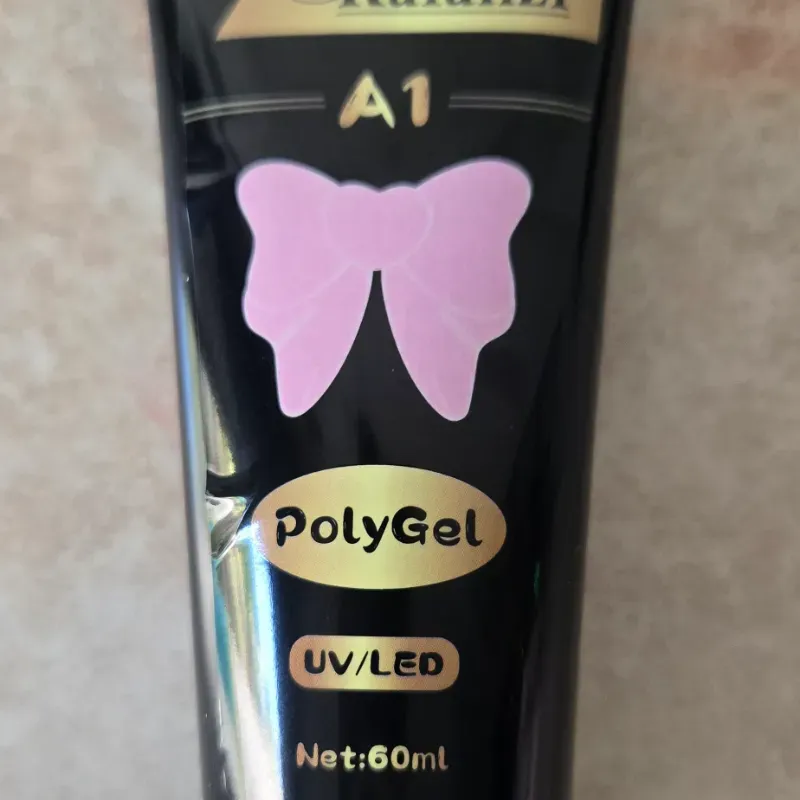 A1
PolyGel
UV/LED
Net:60ml